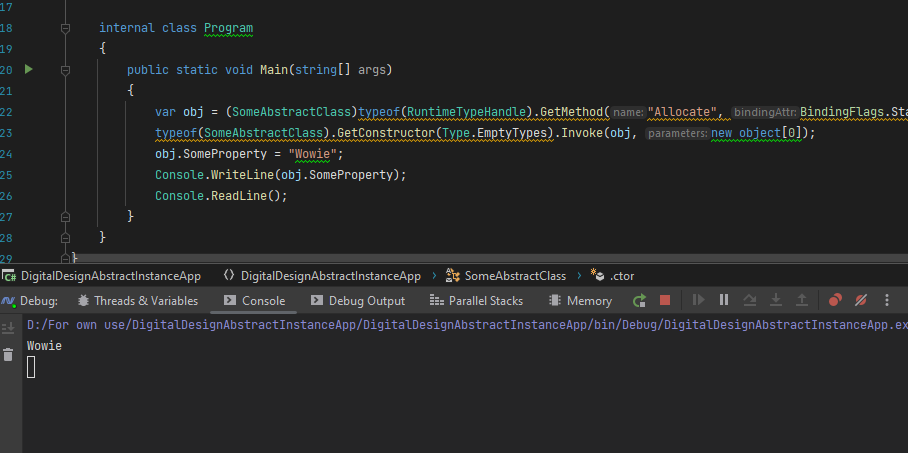 17
18 internal class Program
19 {
20 public static void Main(string[] args)
21 {
22 var obj = (SomeAbstractClass)typeof(RuntimeTypeHandle).GetMethod( name: "Allocate", bindingAttr: BindingFlags.Sta
23 typeof(SomeAbstractClass).GetConstructor(Type.EmptyTypes).Invoke(obj, parameters: new object[0]);
24 obj.SomeProperty = "Wowie";
25 Console.WriteLine(obj.SomeProperty);
26 Console.ReadLine();
27 }
28 }
29 }
C# DigitalDesignAbstractInstanceApp DigitalDesignAbstractInstanceApp SomeAbstractClass .ctor
Debug: Threads & Variables Console Debug Output Parallel Stacks Memory
D:/For own use/DigitalDesignAbstractInstanceApp/DigitalDesignAbstractInstanceApp/bin/Debug/DigitalDesignAbstractInstanceApp.ex
Wowie